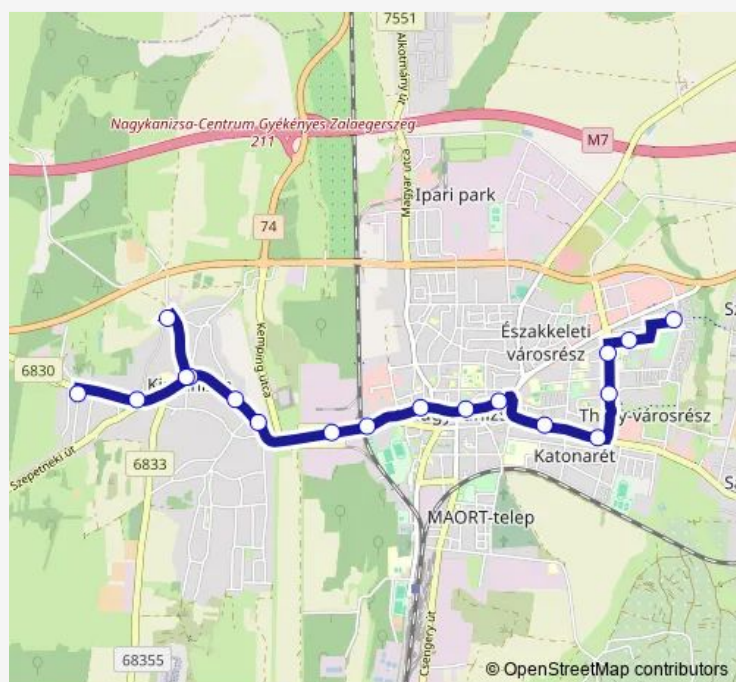 7551
Alkotmány út
Nagykanizsa-Centrum Gyékényes Zalaegerszeg
211
M7
Magyar utca
Ipari park
74
Északkeleti
városrész
6830
Kemping utca
Szepetneki út
6833
Katonarét
MAORT-telep
68355
Csengery út
© OpenStreetMap contributors